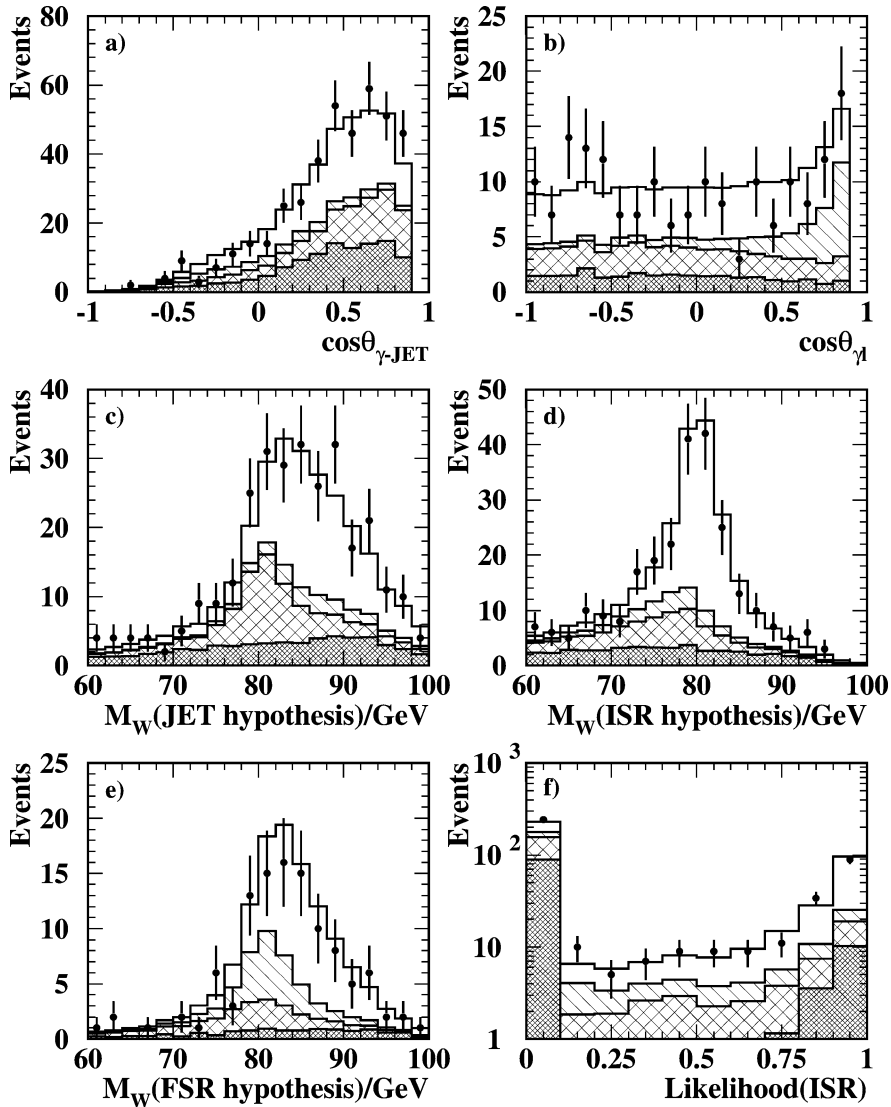 a)
Events
80
60
40
20
0
-1 -0.5 0 0.5 1
cosθγ-JET
b)
Events
25
20
15
10
5
0
-1 -0.5 0 0.5 1
cosθγl
c)
Events
40
30
20
10
0
60 70 80 90 100
MW(JET hypothesis)/GeV
d)
Events
50
40
30
20
10
0
60 70 80 90 100
MW(ISR hypothesis)/GeV
e)
Events
25
20
15
10
5
0
60 70 80 90 100
MW(FSR hypothesis)/GeV
f)
Events
10 3
10 2
10
1
0 0.25 0.5 0.75 1
Likelihood(ISR)